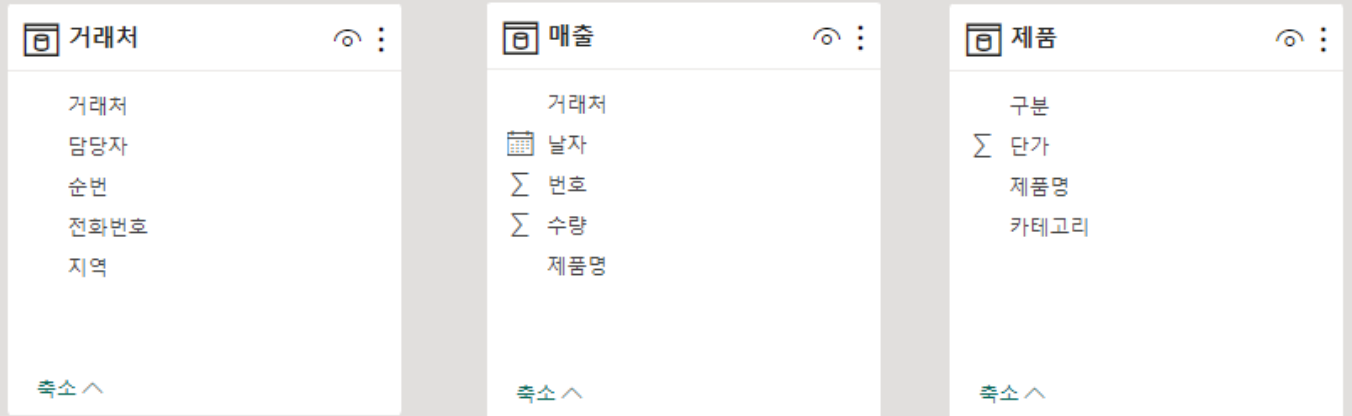 거래처
거래처
담당자
순번
전화번호
지역
축소
매출
거래처
날자
번호
수량
제품명
축소
제품
구분
단가
제품명
카테고리
축소